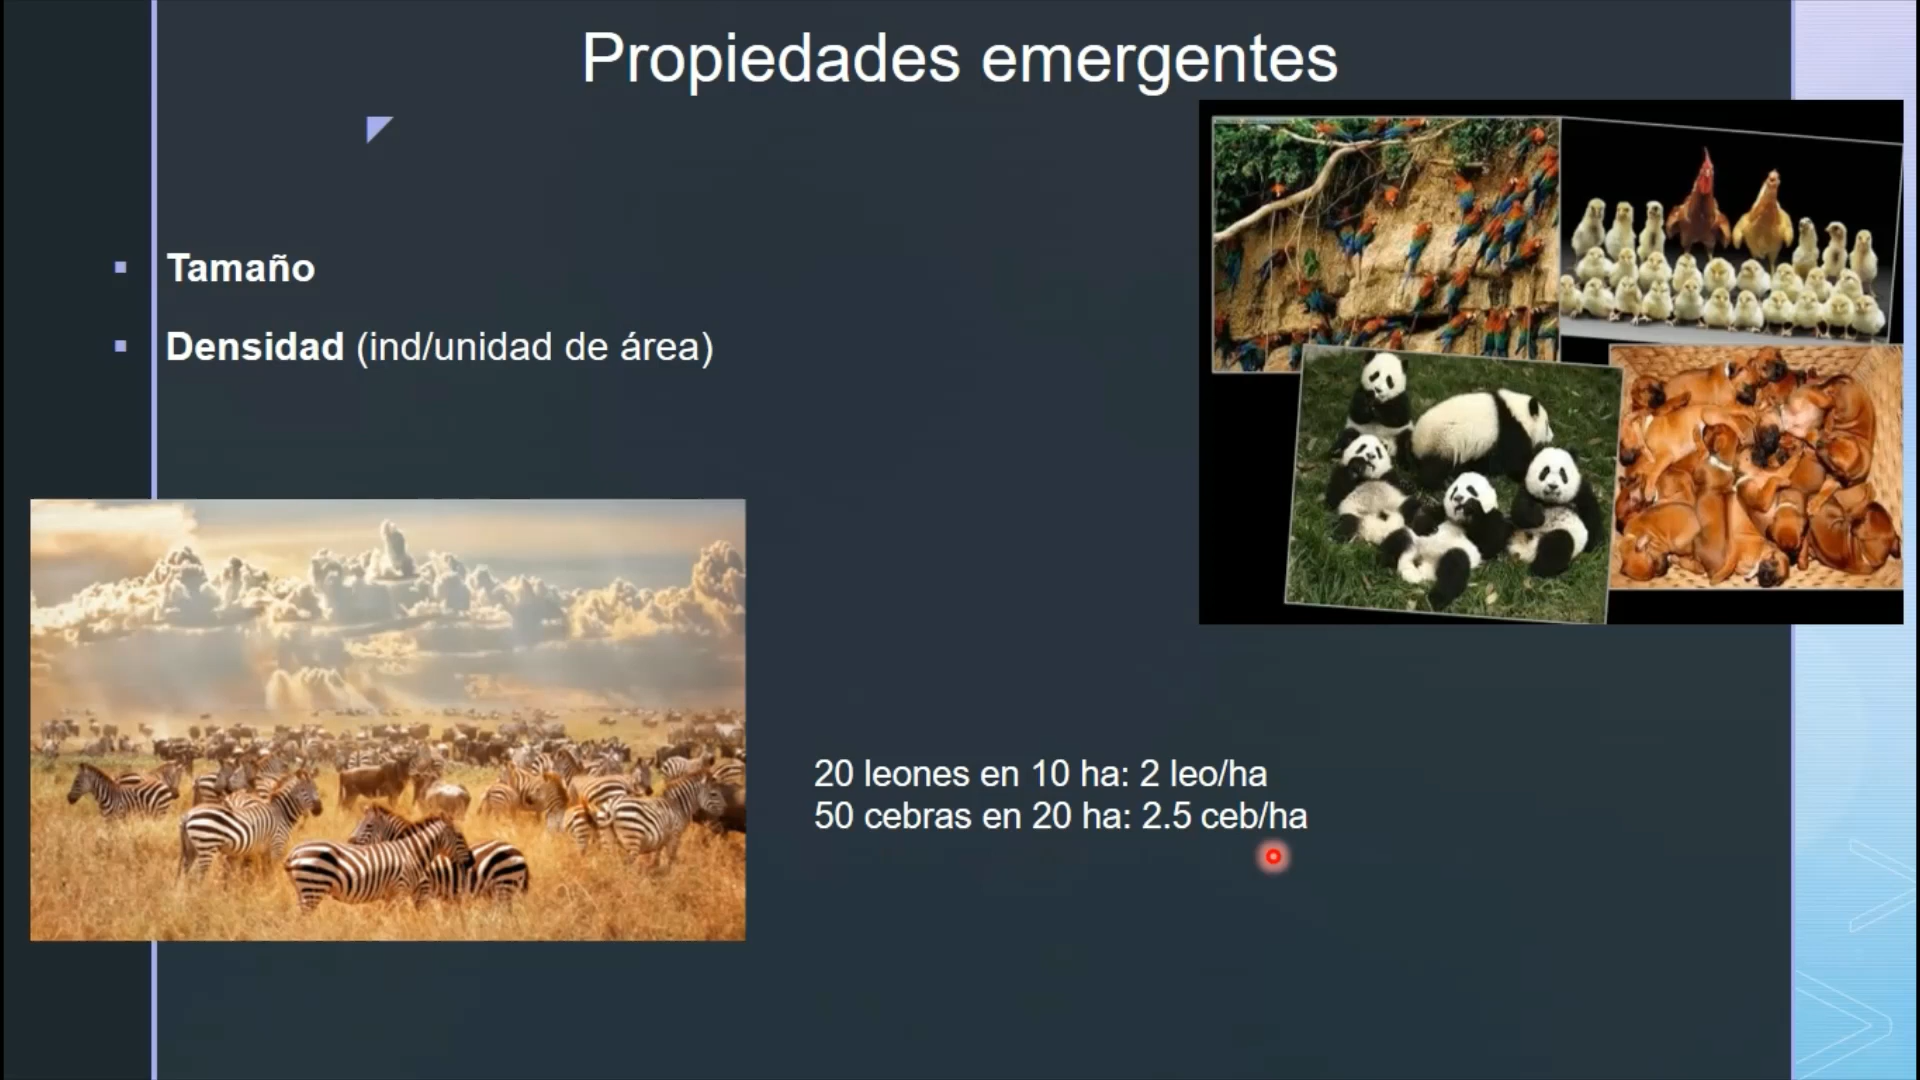 Propiedades emergentes
Tamaño
Densidad (ind/unidad de área)
20 leones en 10 ha: 2 leo/ha
50 cebras en 20 ha: 2.5 ceb/ha